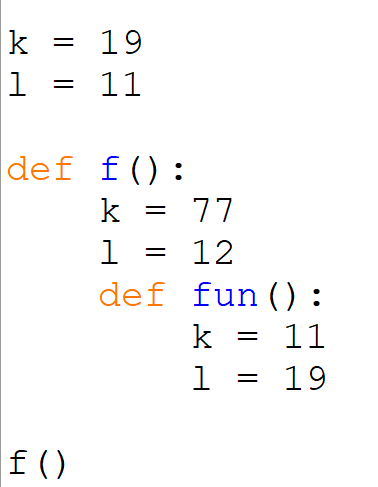 k = 19
l = 11
def f():
    k = 77
    l = 12
    def fun():
        k = 11
        l = 19
f()